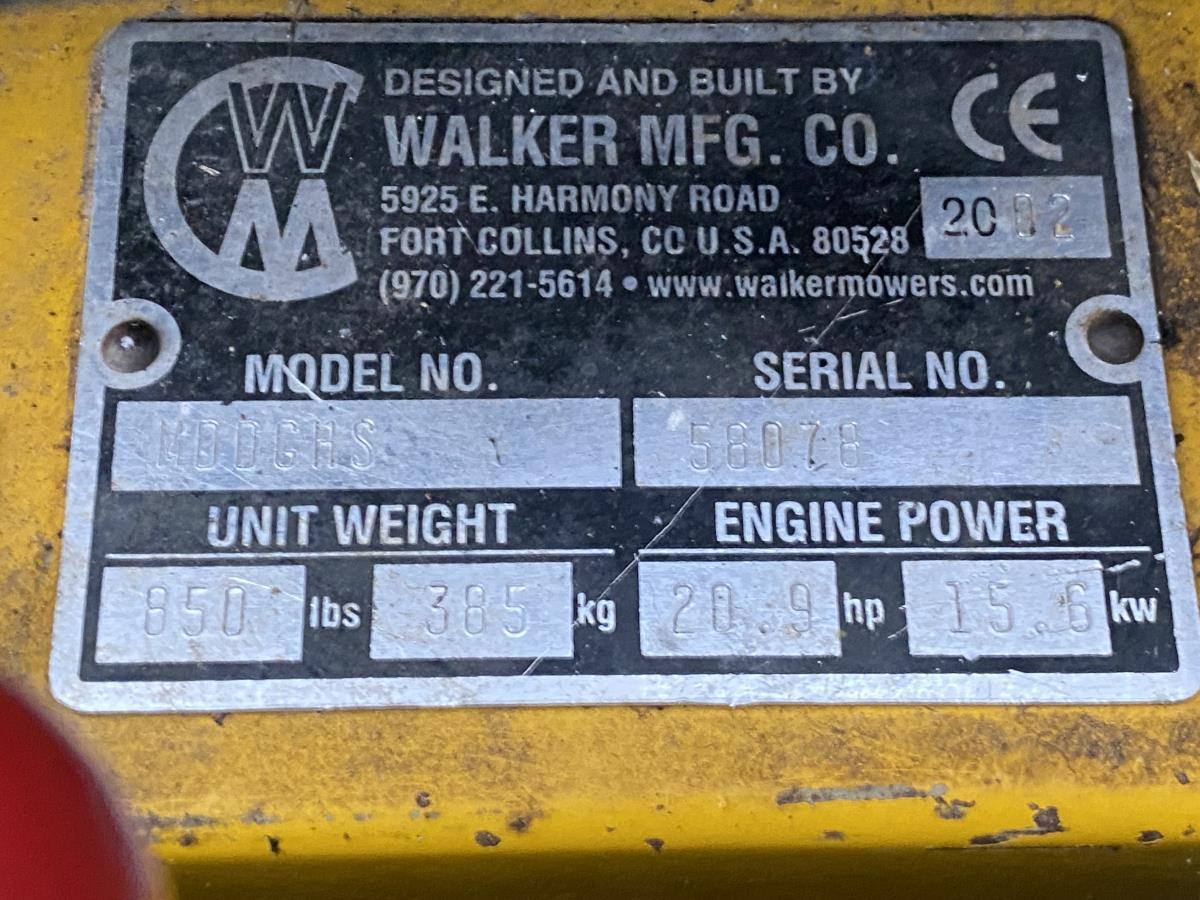 WM
DESIGNED AND BUILT BY
WALKER MFG. CO.
5925 E. HARMONY ROAD
FORT COLLINS, CO U.S.A. 80528
(970) 221-5614 • www.walkermowers.com
CE
2002
MODEL NO. SERIAL NO.
MDDGHS 58078
UNIT WEIGHT ENGINE POWER
850 lbs 385 kg 20.9 hp 15.6 kw